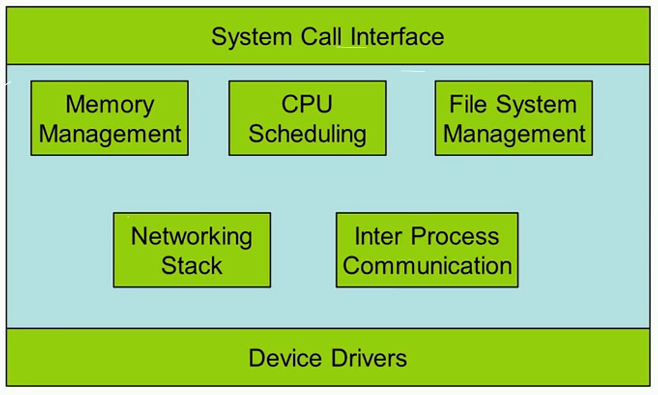 System Call Interface
Memory
Management
CPU
Scheduling
File System
Management
Networking
Stack
Inter Process
Communication
Device Drivers